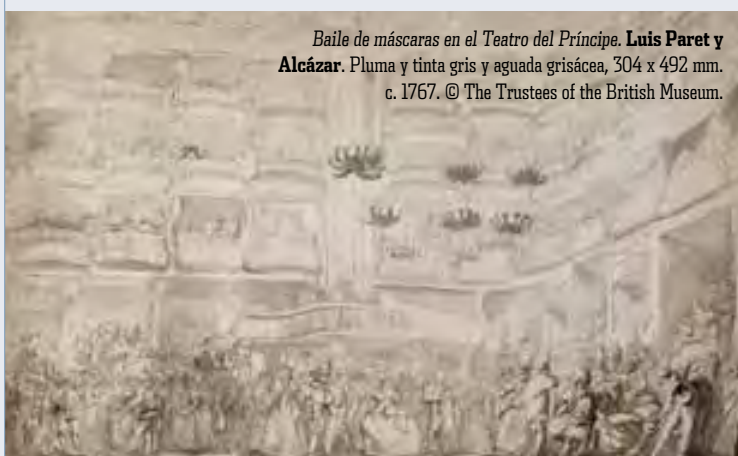 Baile de máscaras en el Teatro del Príncipe. Luis Paret y
Alcázar. Pluma y tinta gris y aguada grisácea, 304 x 492 mm.
c. 1767. © The Trustees of the British Museum.